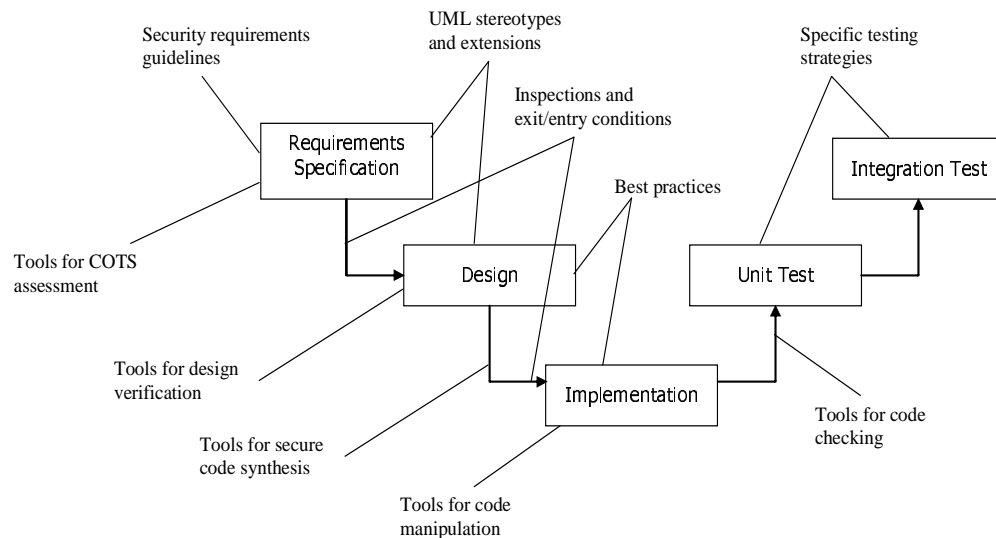 UML stereotypes
and extensions
Security requirements
guidelines
Specific testing
strategies
Inspections and
exit/entry conditions
Requirements
Specification
Integration Test
Best practices
Tools for COTS
assessment
Design
Unit Test
Tools for design
verification
Implementation
Tools for code
checking
Tools for secure
code synthesis
Tools for code
manipulation